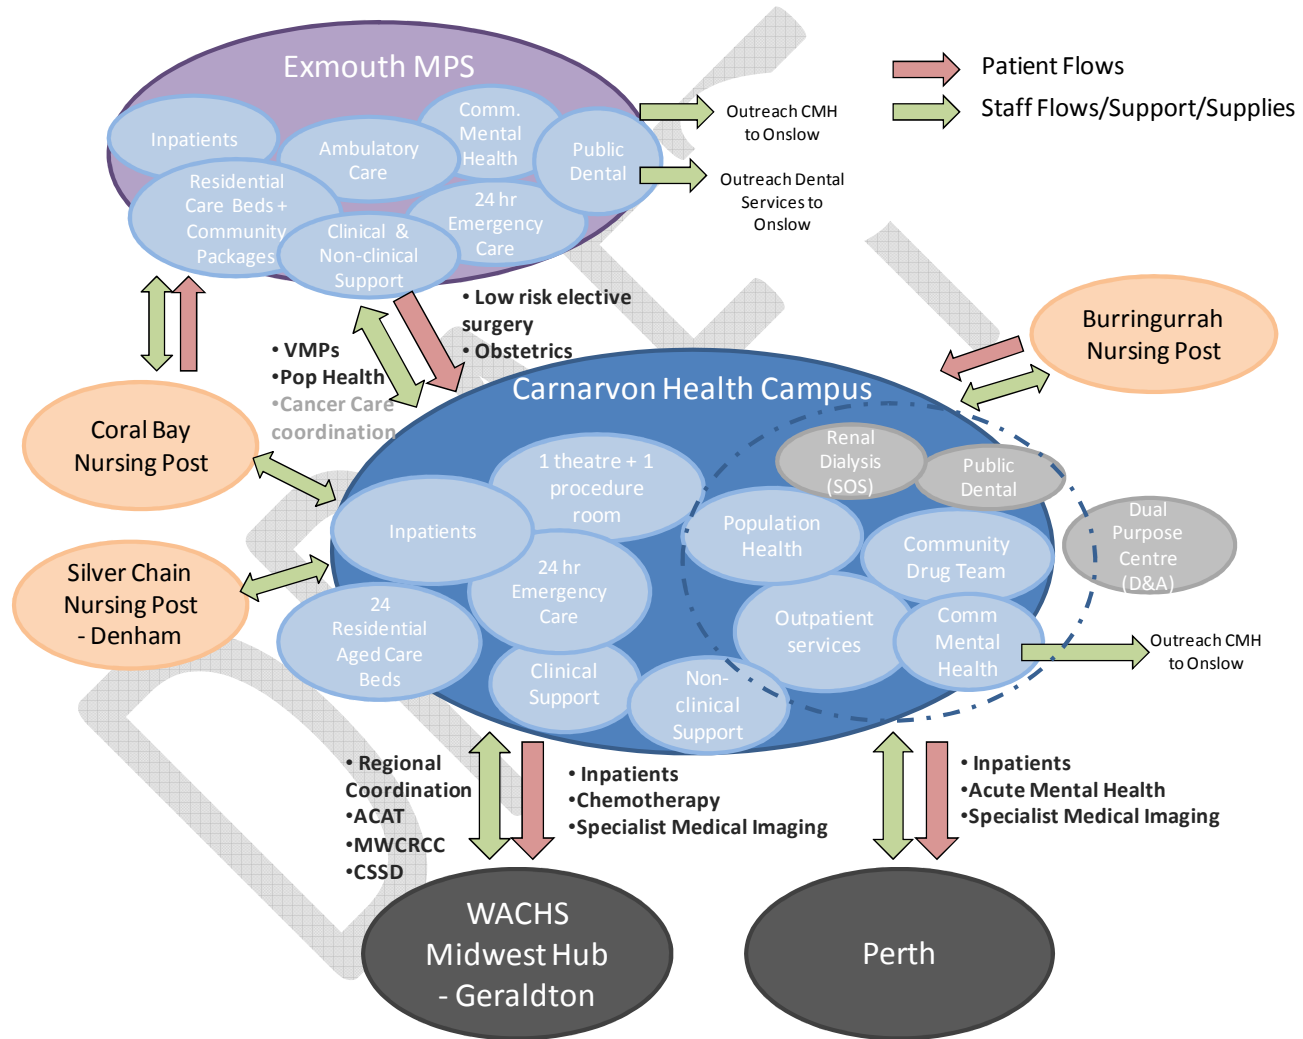 Exmouth MPS
Inpatients
Ambulatory
Care
Comm.
Mental
Health
Public
Dental
Residential
Care Beds +
Community
Packages
Clinical &
Non-clinical
Support
24 hr
Emergency
Care
Patient Flows
Staff Flows/Support/Supplies
Outreach CMH
to Onslow
Outreach Dental
Services to
Onslow
• Low risk elective
surgery
• Obstetrics
• VMPs
• Pop Health
• Cancer Care
coordination
Burringurrah
Nursing Post
Coral Bay
Nursing Post
Silver Chain
Nursing Post
- Denham
Carnarvon Health Campus
1 theatre + 1
procedure
room
Inpatients
24 hr
Emergency
Care
24
Residential
Aged Care
Beds
Clinical
Support
Non-
clinical
Support
Renal
Dialysis
(SOS)
Public
Dental
Population
Health
Community
Drug Team
Outpatient
services
Comm
Mental
Health
Dual
Purpose
Centre
(D&A)
Outreach CMH
to Onslow
• Regional
Coordination
• ACAT
• MWCRCC
• CSSD
• Inpatients
• Chemotherapy
• Specialist Medical Imaging
• Inpatients
• Acute Mental Health
• Specialist Medical Imaging
WACHS
Midwest Hub
- Geraldton
Perth
DRAFT